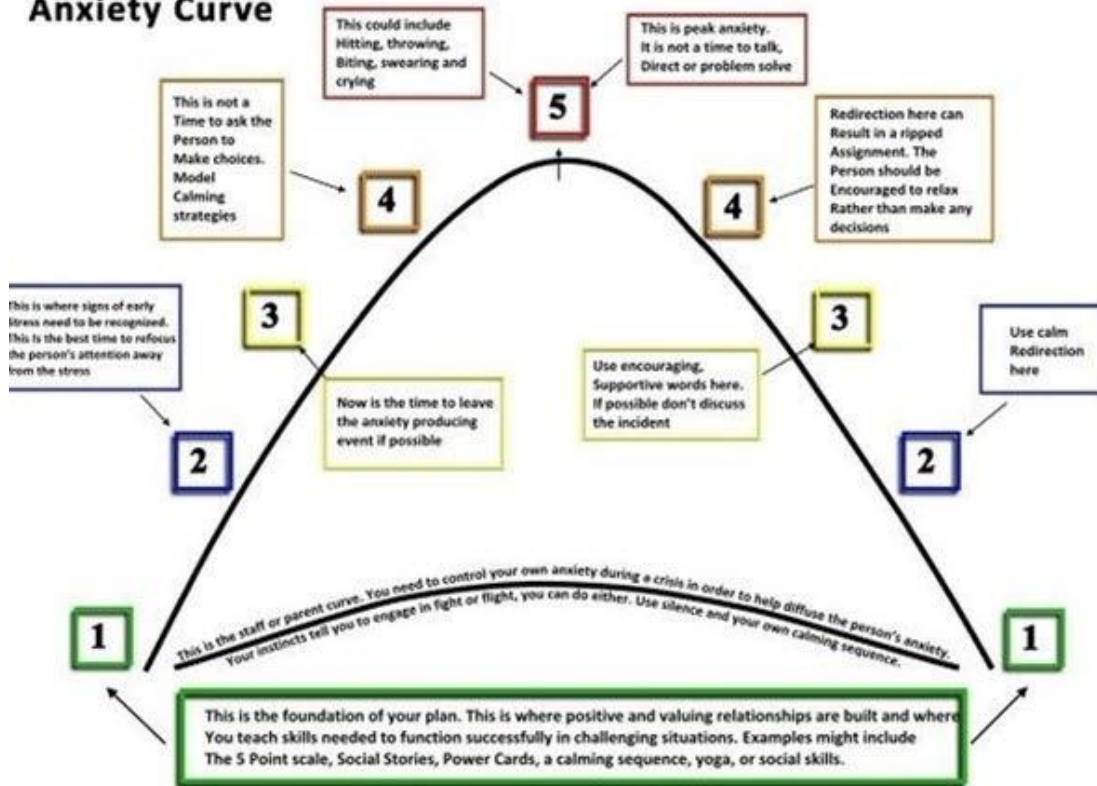 Anxiety Curve
This could include
Hitting, throwing,
Biting, swearing and
crying
This is peak anxiety.
It is not a time to talk,
Direct or problem solve
5
This is not a
Time to ask the
Person to
Make choices.
Model
Calming
strategies
4
4
Redirection here can
Result in a ripped
Assignment. The
Person should be
Encouraged to relax
Rather than make any
decisions
This is where signs of early
Stress need to be recognized.
This Is the best time to refocus
the person's attention away
from the stress
3
Now is the time to leave
the anxiety producing
event if possible
Use encouraging,
Supportive words here.
If possible don't discuss
the incident
3
Use calm
Redirection
here
2
2
This is the staff or parent curve. You need to control your own anxiety during a crisis in order to help diffuse the person's anxiety.
Your instincts tell you to engage in fight or flight, you can do either. Use silence and your own calming sequence.
1
1
This is the foundation of your plan. This is where positive and valuing relationships are built and where
You teach skills needed to function successfully in challenging situations. Examples might include
The 5 Point scale, Social Stories, Power Cards, a calming sequence, yoga, or social skills.